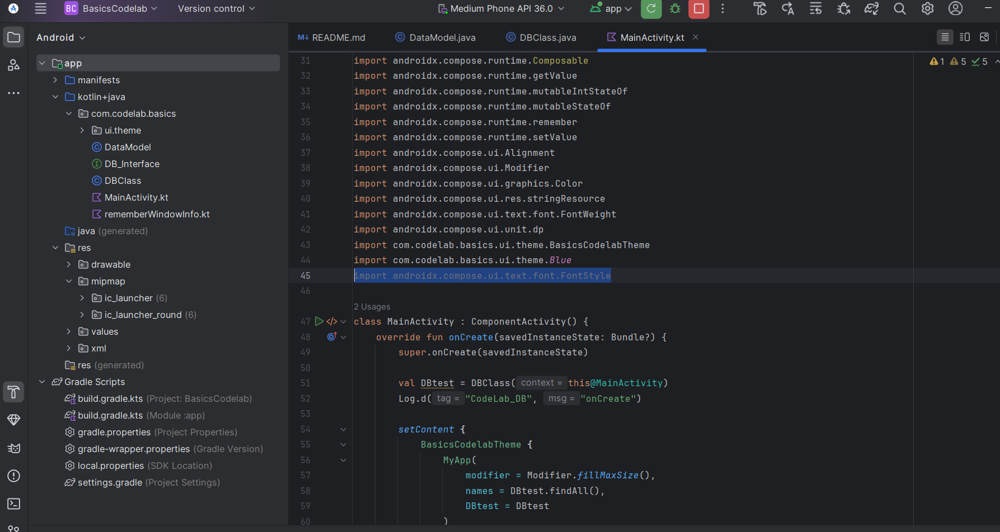 BC BasicsCodelab Version control Medium Phone API 36.0 app
Android
README.md DataModel.java DBClass.java MainActivity.kt
1 5 5
app
manifests
kotlin+java
com.codelab.basics
ui.theme
DataModel
DB_Interface
DBClass
MainActivity.kt
rememberWindowInfo.kt
java (generated)
res
drawable
mipmap
ic_launcher (6)
ic_launcher_round (6)
values
xml
res (generated)
Gradle Scripts
build.gradle.kts (Project: BasicsCodelab)
build.gradle.kts (Module :app)
gradle.properties (Project Properties)
gradle-wrapper.properties (Gradle Version)
local.properties (SDK Location)
settings.gradle (Project Settings)
31 import androidx.compose.runtime.Composable
32 import androidx.compose.runtime.getValue
33 import androidx.compose.runtime.mutableIntStateOf
34 import androidx.compose.runtime.mutableStateOf
35 import androidx.compose.runtime.remember
36 import androidx.compose.runtime.setValue
37 import androidx.compose.ui.Alignment
38 import androidx.compose.ui.Modifier
39 import androidx.compose.ui.graphics.Color
40 import androidx.compose.ui.res.stringResource
41 import androidx.compose.ui.text.font.FontWeight
42 import androidx.compose.ui.unit.dp
43 import com.codelab.basics.ui.theme.BasicsCodelabTheme
44 import com.codelab.basics.ui.theme.Blue
45 import androidx.compose.ui.text.font.FontStyle
46
2 Usages
47 class MainActivity : ComponentActivity() {
48 override fun onCreate(savedInstanceState: Bundle?) {
49 super.onCreate(savedInstanceState)
50
51 val DBtest = DBClass( context = this@MainActivity)
52 Log.d( tag = "CodeLab_DB", msg = "onCreate")
53
54 setContent {
55 BasicsCodelabTheme {
56 MyApp(
57 modifier = Modifier.fillMaxSize(),
58 names = DBtest.findAll(),
59 DBtest = DBtest
60 )